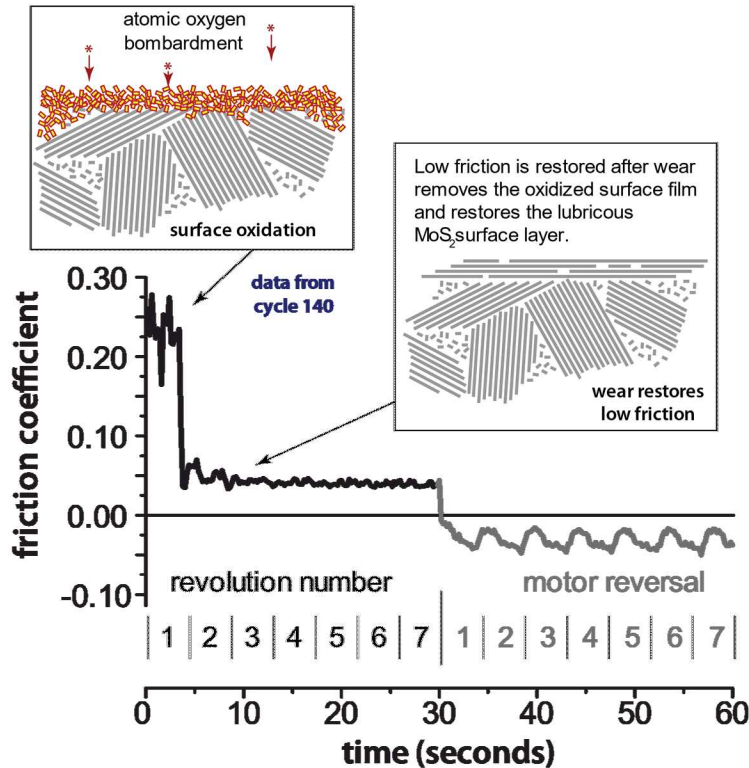 atomic oxygen
bombardment
*
*
*
surface oxidation
Low friction is restored after wear
removes the oxidized surface film
and restores the lubricous
MoS2surface layer.
wear restores
low friction
data from
cycle 140
friction coefficient
0.30
0.20
0.10
0.00
-0.10
revolution number
motor reversal
1 2 3 4 5 6 7 1 2 3 4 5 6 7
0 10 20 30 40 50 60
time (seconds)